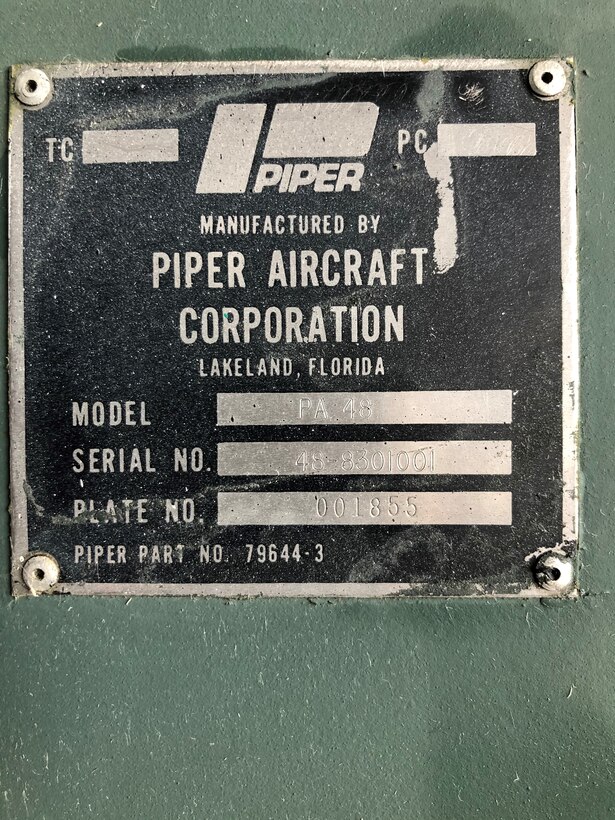 TC PC
PIPER
MANUFACTURED BY
PIPER AIRCRAFT
CORPORATION
LAKELAND, FLORIDA
MODEL PA 48
SERIAL NO. 48-8301001
PLATE NO. 001855
PIPER PART NO. 79644-3